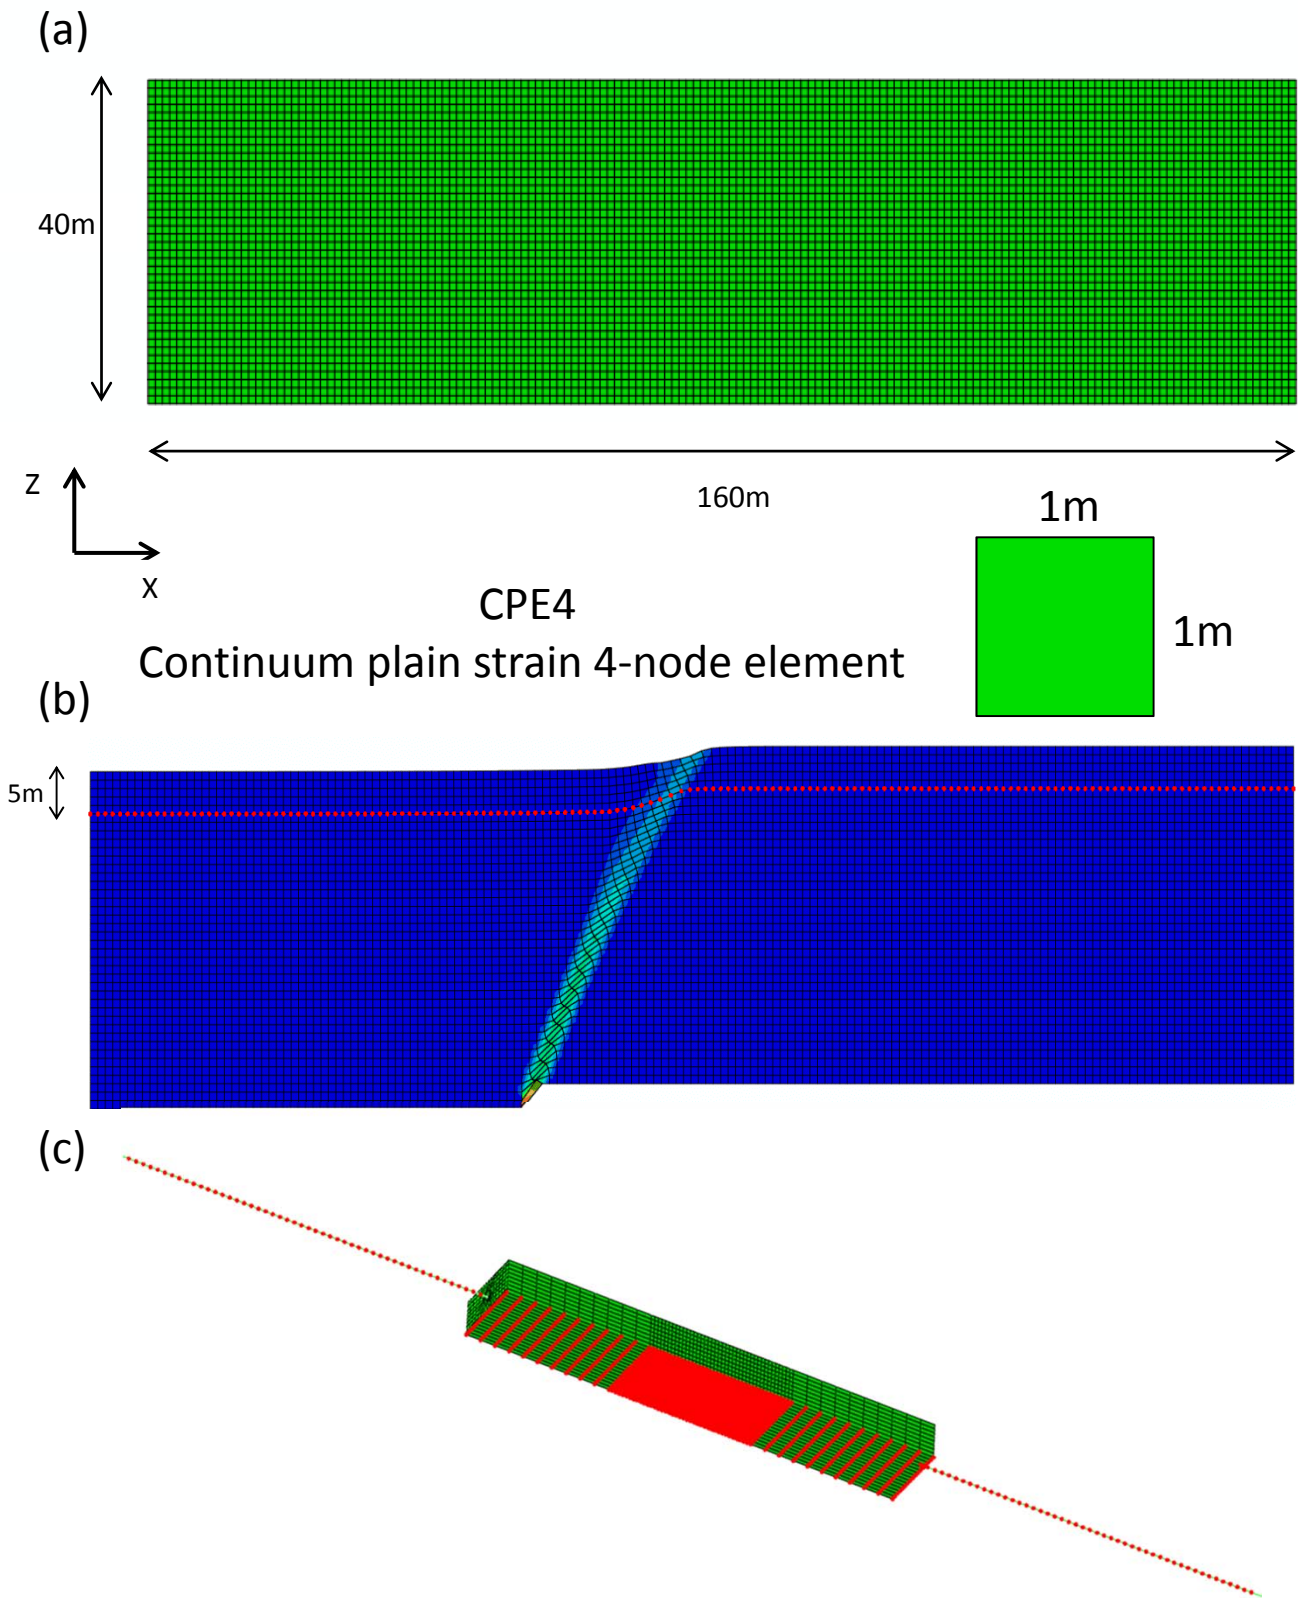 (a)
40m
160m
Z
X
1m
1m
CPE4
Continuum plain strain 4-node element
(b)
5m
(c)